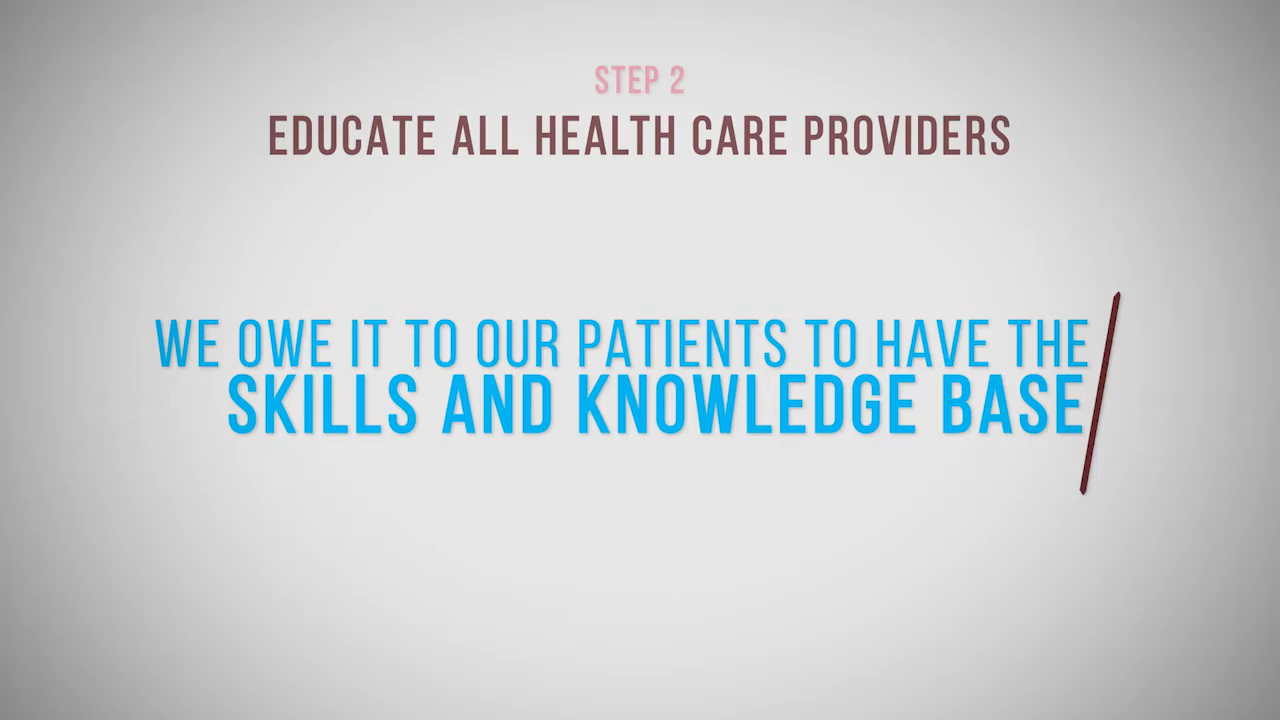 STEP 2
EDUCATE ALL HEALTH CARE PROVIDERS
WE OWE IT TO OUR PATIENTS TO HAVE THE
SKILLS AND KNOWLEDGE BASE